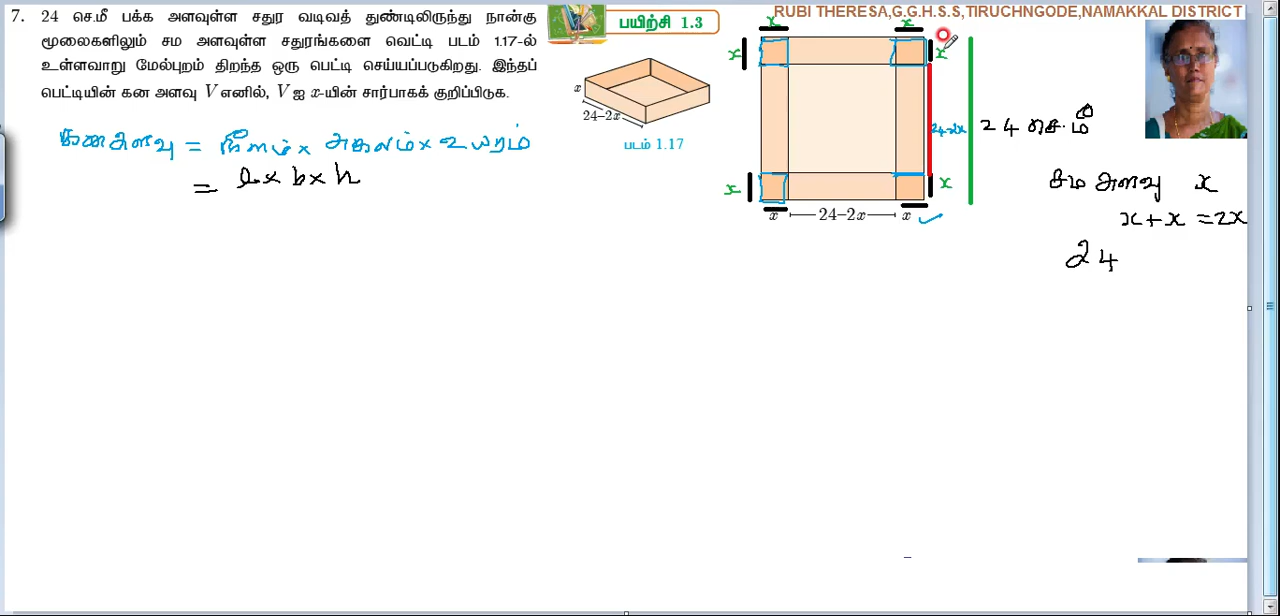 RUBI THERESA,G.G.H.S.S,TIRUCHNGODE,NAMAKKAL DISTRICT
பயிற்சி 1.3
7. 24 செ.மீ பக்க அளவுள்ள சதுர வடிவத் துண்டிலிருந்து நான்கு
மூலைகளிலும் சம அளவுள்ள சதுரங்களை வெட்டி படம் 1.17-ல்
உள்ளவாறு மேல்புறம் திறந்த ஒரு பெட்டி செய்யப்படுகிறது. இந்தப்
பெட்டியின் கன அளவு V எனில், V ஐ x-யின் சார்பாகக் குறிப்பிடுக.
கனஅளவு = நீளம் × அகலம் × உயரம்
= l × b × h
x
24–2x
படம் 1.17
x x
x x
24-2x
24 செ.மீ
x x
x 24–2x x
சம அளவு x
x + x = 2x
24